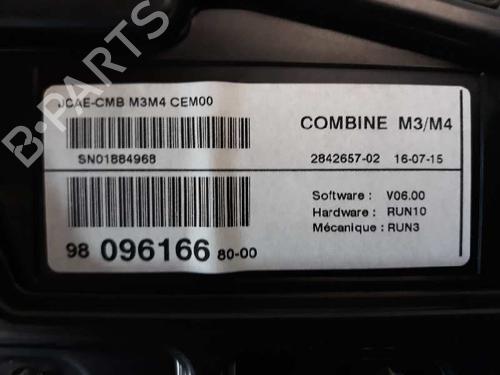 B-PARTS
JCAE-CMB M3M4 CEM00
COMBINE M3/M4
SN01884968
2842657-02 16-07-15
Software : V06.00
Hardware : RUN10
Mécanique : RUN3
98 096166 80-00